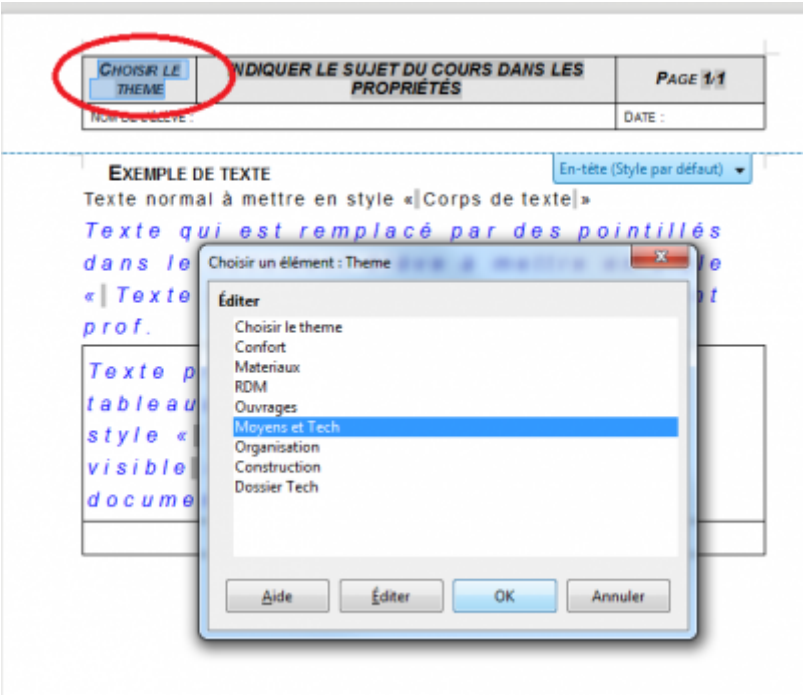 CHOISIR LE
THEME
INDIQUER LE SUJET DU COURS DANS LES
PROPRIÉTÉS
PAGE 1/1
DATE :
EXEMPLE DE TEXTE
En-tête (Style par défaut)
Texte normal à mettre en style « Corps de texte »
Texte qui est remplacé par des pointillés
dans le
« Texte
prof.
Choisir un élément : Theme
Éditer
Choisir le theme
Confort
Materiaux
RDM
Ouvrages
Moyens et Tech
Organisation
Construction
Dossier Tech
Aide
Éditer
OK
Annuler
Texte p
tableau
style «
visible
docume